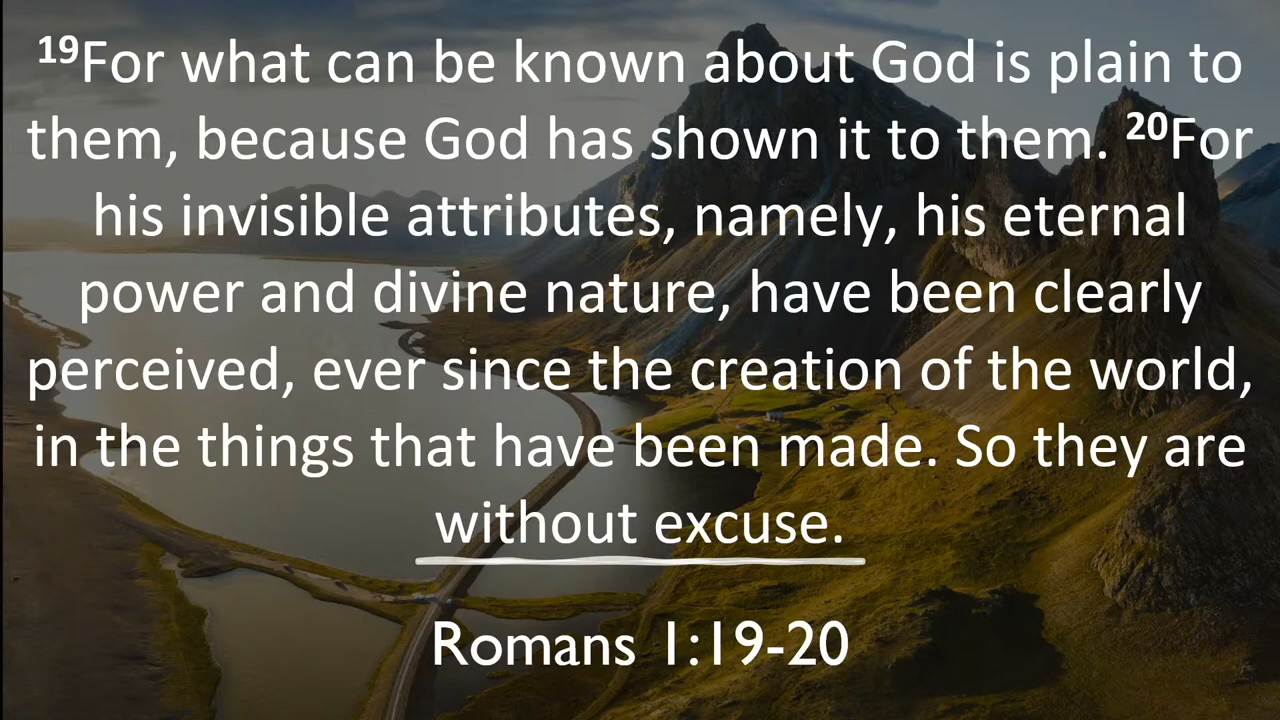 19For what can be known about God is plain to
them, because God has shown it to them. 20For
his invisible attributes, namely, his eternal
power and divine nature, have been clearly
perceived, ever since the creation of the world,
in the things that have been made. So they are
without excuse.
Romans 1:19-20